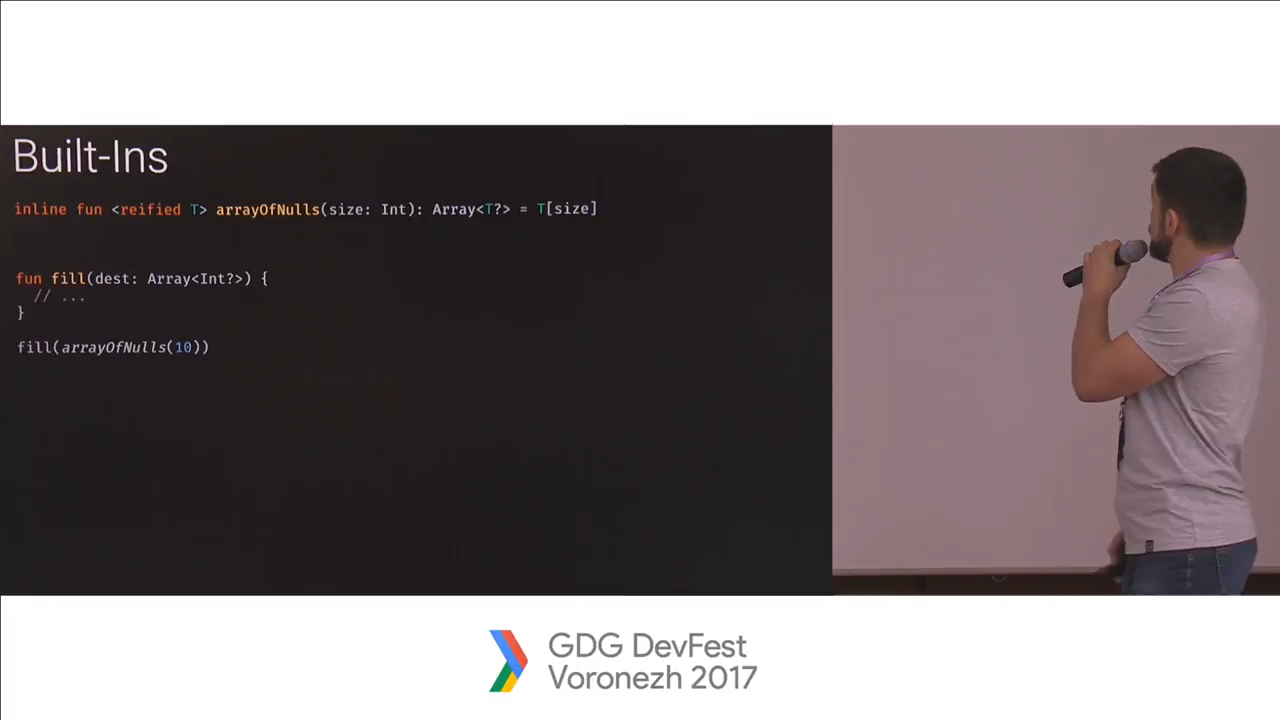 Built-Ins
inline fun <reified T> arrayOfNulls(size: Int): Array<T?> = T[size]
fun fill(dest: Array<Int?>) {
// ...
}
fill(arrayOfNulls(10))
GDG DevFest
Voronezh 2017